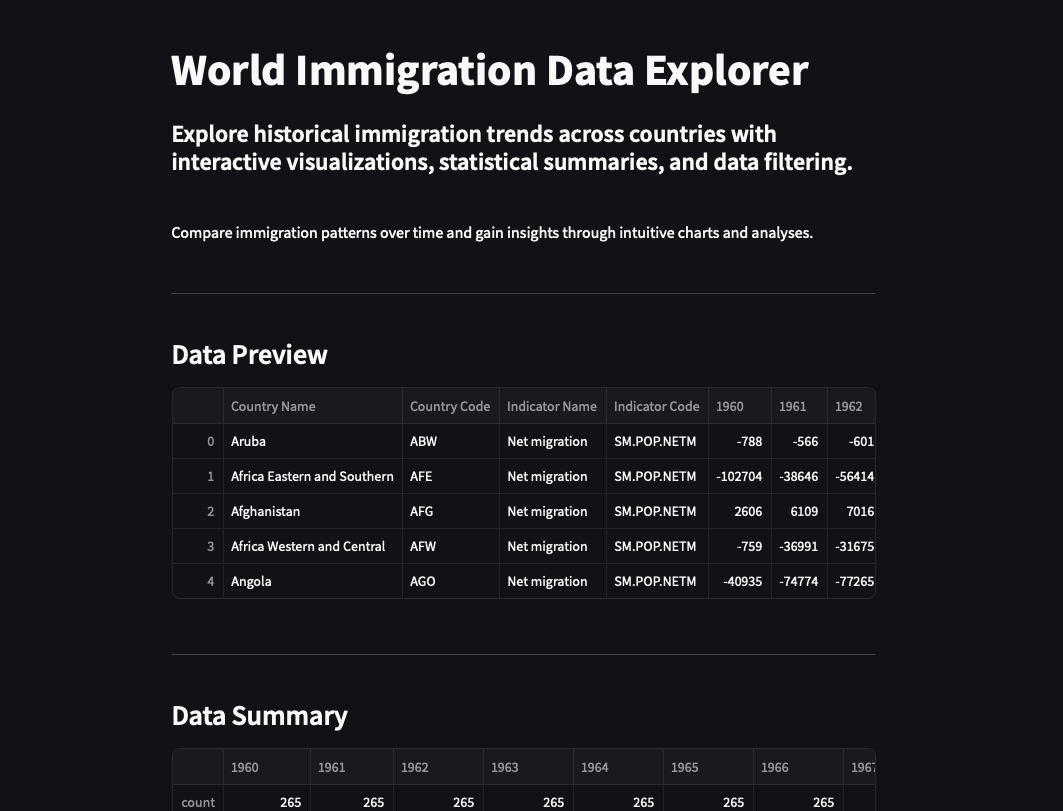 World Immigration Data Explorer
Explore historical immigration trends across countries with
interactive visualizations, statistical summaries, and data filtering.
Compare immigration patterns over time and gain insights through intuitive charts and analyses.
Data Preview
Country Name Country Code Indicator Name Indicator Code 1960 1961 1962
0 Aruba ABW Net migration SM.POP.NETM -788 -566 -601
1 Africa Eastern and Southern AFE Net migration SM.POP.NETM -102704 -38646 -56414
2 Afghanistan AFG Net migration SM.POP.NETM 2606 6109 7016
3 Africa Western and Central AFW Net migration SM.POP.NETM -759 -36991 -31675
4 Angola AGO Net migration SM.POP.NETM -40935 -74774 -77265
Data Summary
1960 1961 1962 1963 1964 1965 1966 1967
count 265 265 265 265 265 265 265